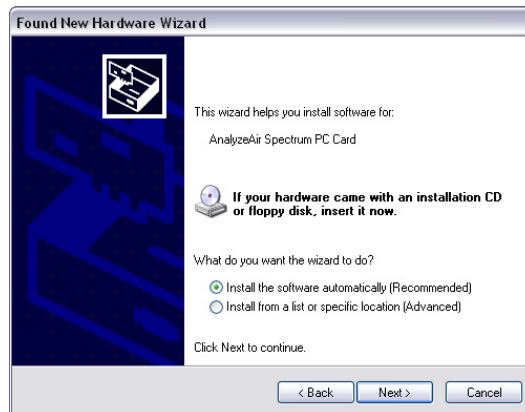 Found New Hardware Wizard
This wizard helps you install software for:
AnalyzeAir Spectrum PC Card
If your hardware came with an installation CD
or floppy disk, insert it now.
What do you want the wizard to do?
Install the software automatically (Recommended)
Install from a list or specific location (Advanced)
Click Next to continue.
< Back Next > Cancel